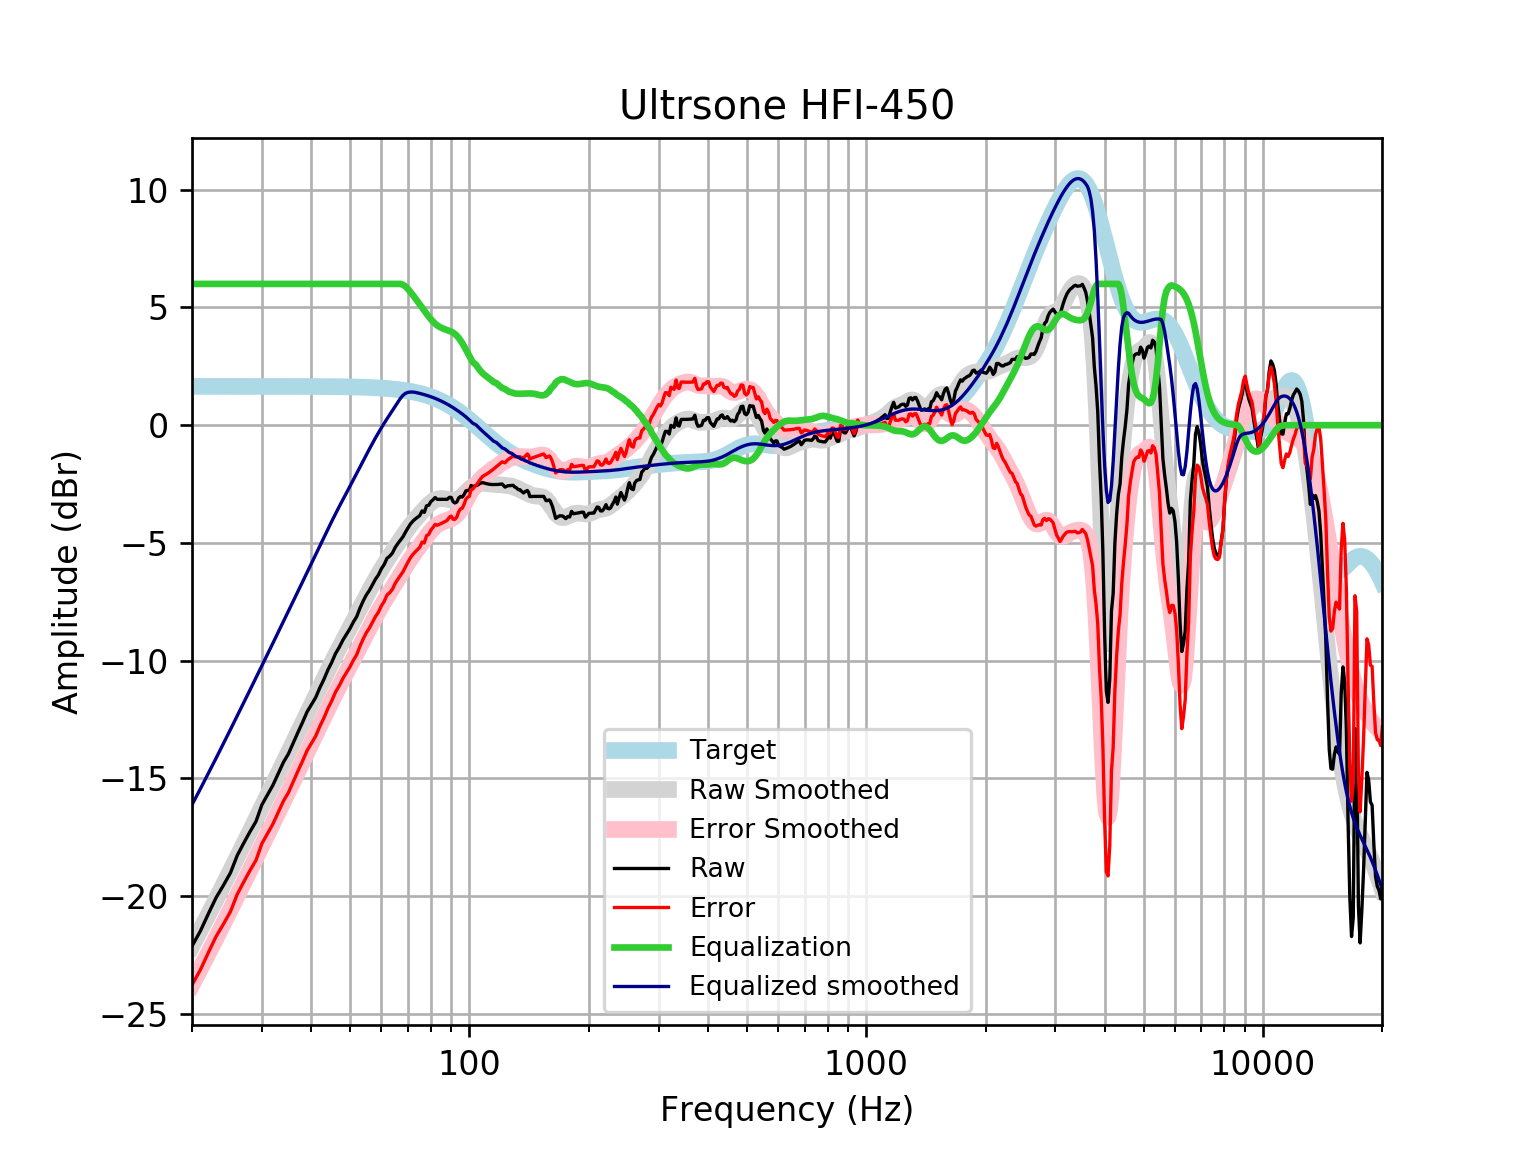 Ultrsone HFI-450
10
5
0
−5
−10
−15
−20
−25
Amplitude (dBr)
Target
Raw Smoothed
Error Smoothed
Raw
Error
Equalization
Equalized smoothed
100
1000
10000
Frequency (Hz)